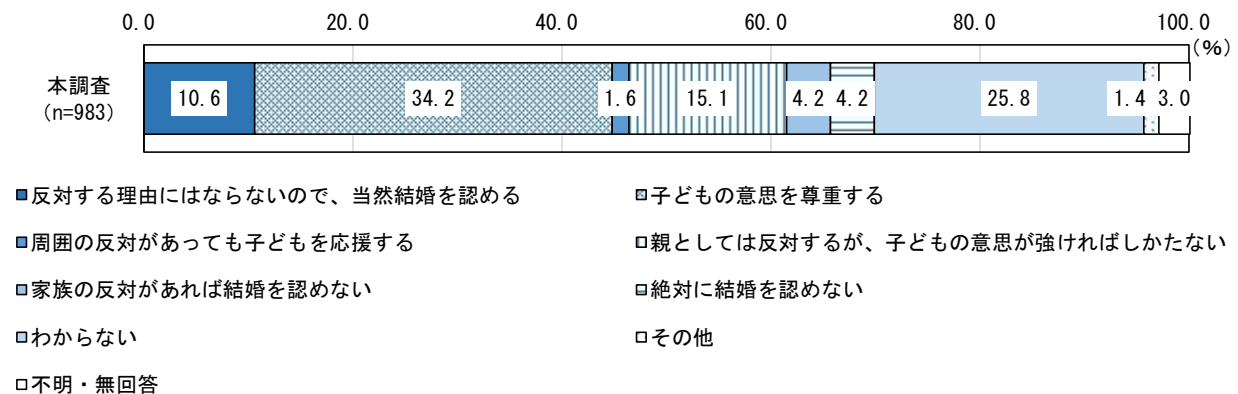 0.0 20.0 40.0 60.0 80.0 100.0
(%)
本調査
(n=983)
10.6 34.2 1.6 15.1 4.2 4.2 25.8 1.4 3.0
反対する理由にはならないので、当然結婚を認める 子どもの意思を尊重する
周囲の反対があっても子どもを応援する 親としては反対するが、子どもの意思が強ければしかたない
家族の反対があれば結婚を認めない 絶対に結婚を認めない
わからない その他
不明・無回答